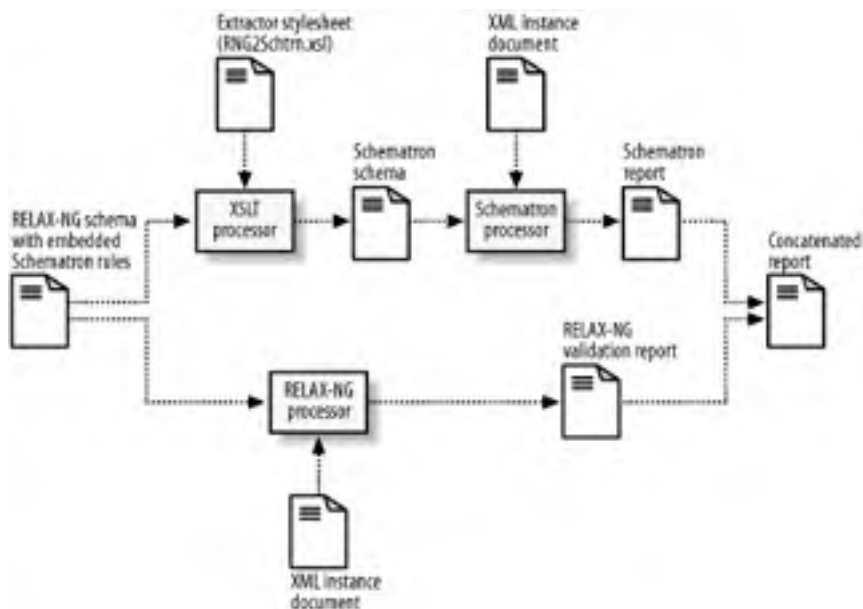 Extractor stylesheet
(RNG2Schtrn.xsl)
XML instance
document
Schematron
schema
Schematron
report
XSLT
processor
Schematron
processor
RELAX-NG schema
with embedded
Schematron rules
Concatenated
report
RELAX-NG
validation report
RELAX-NG
processor
XML instance
document